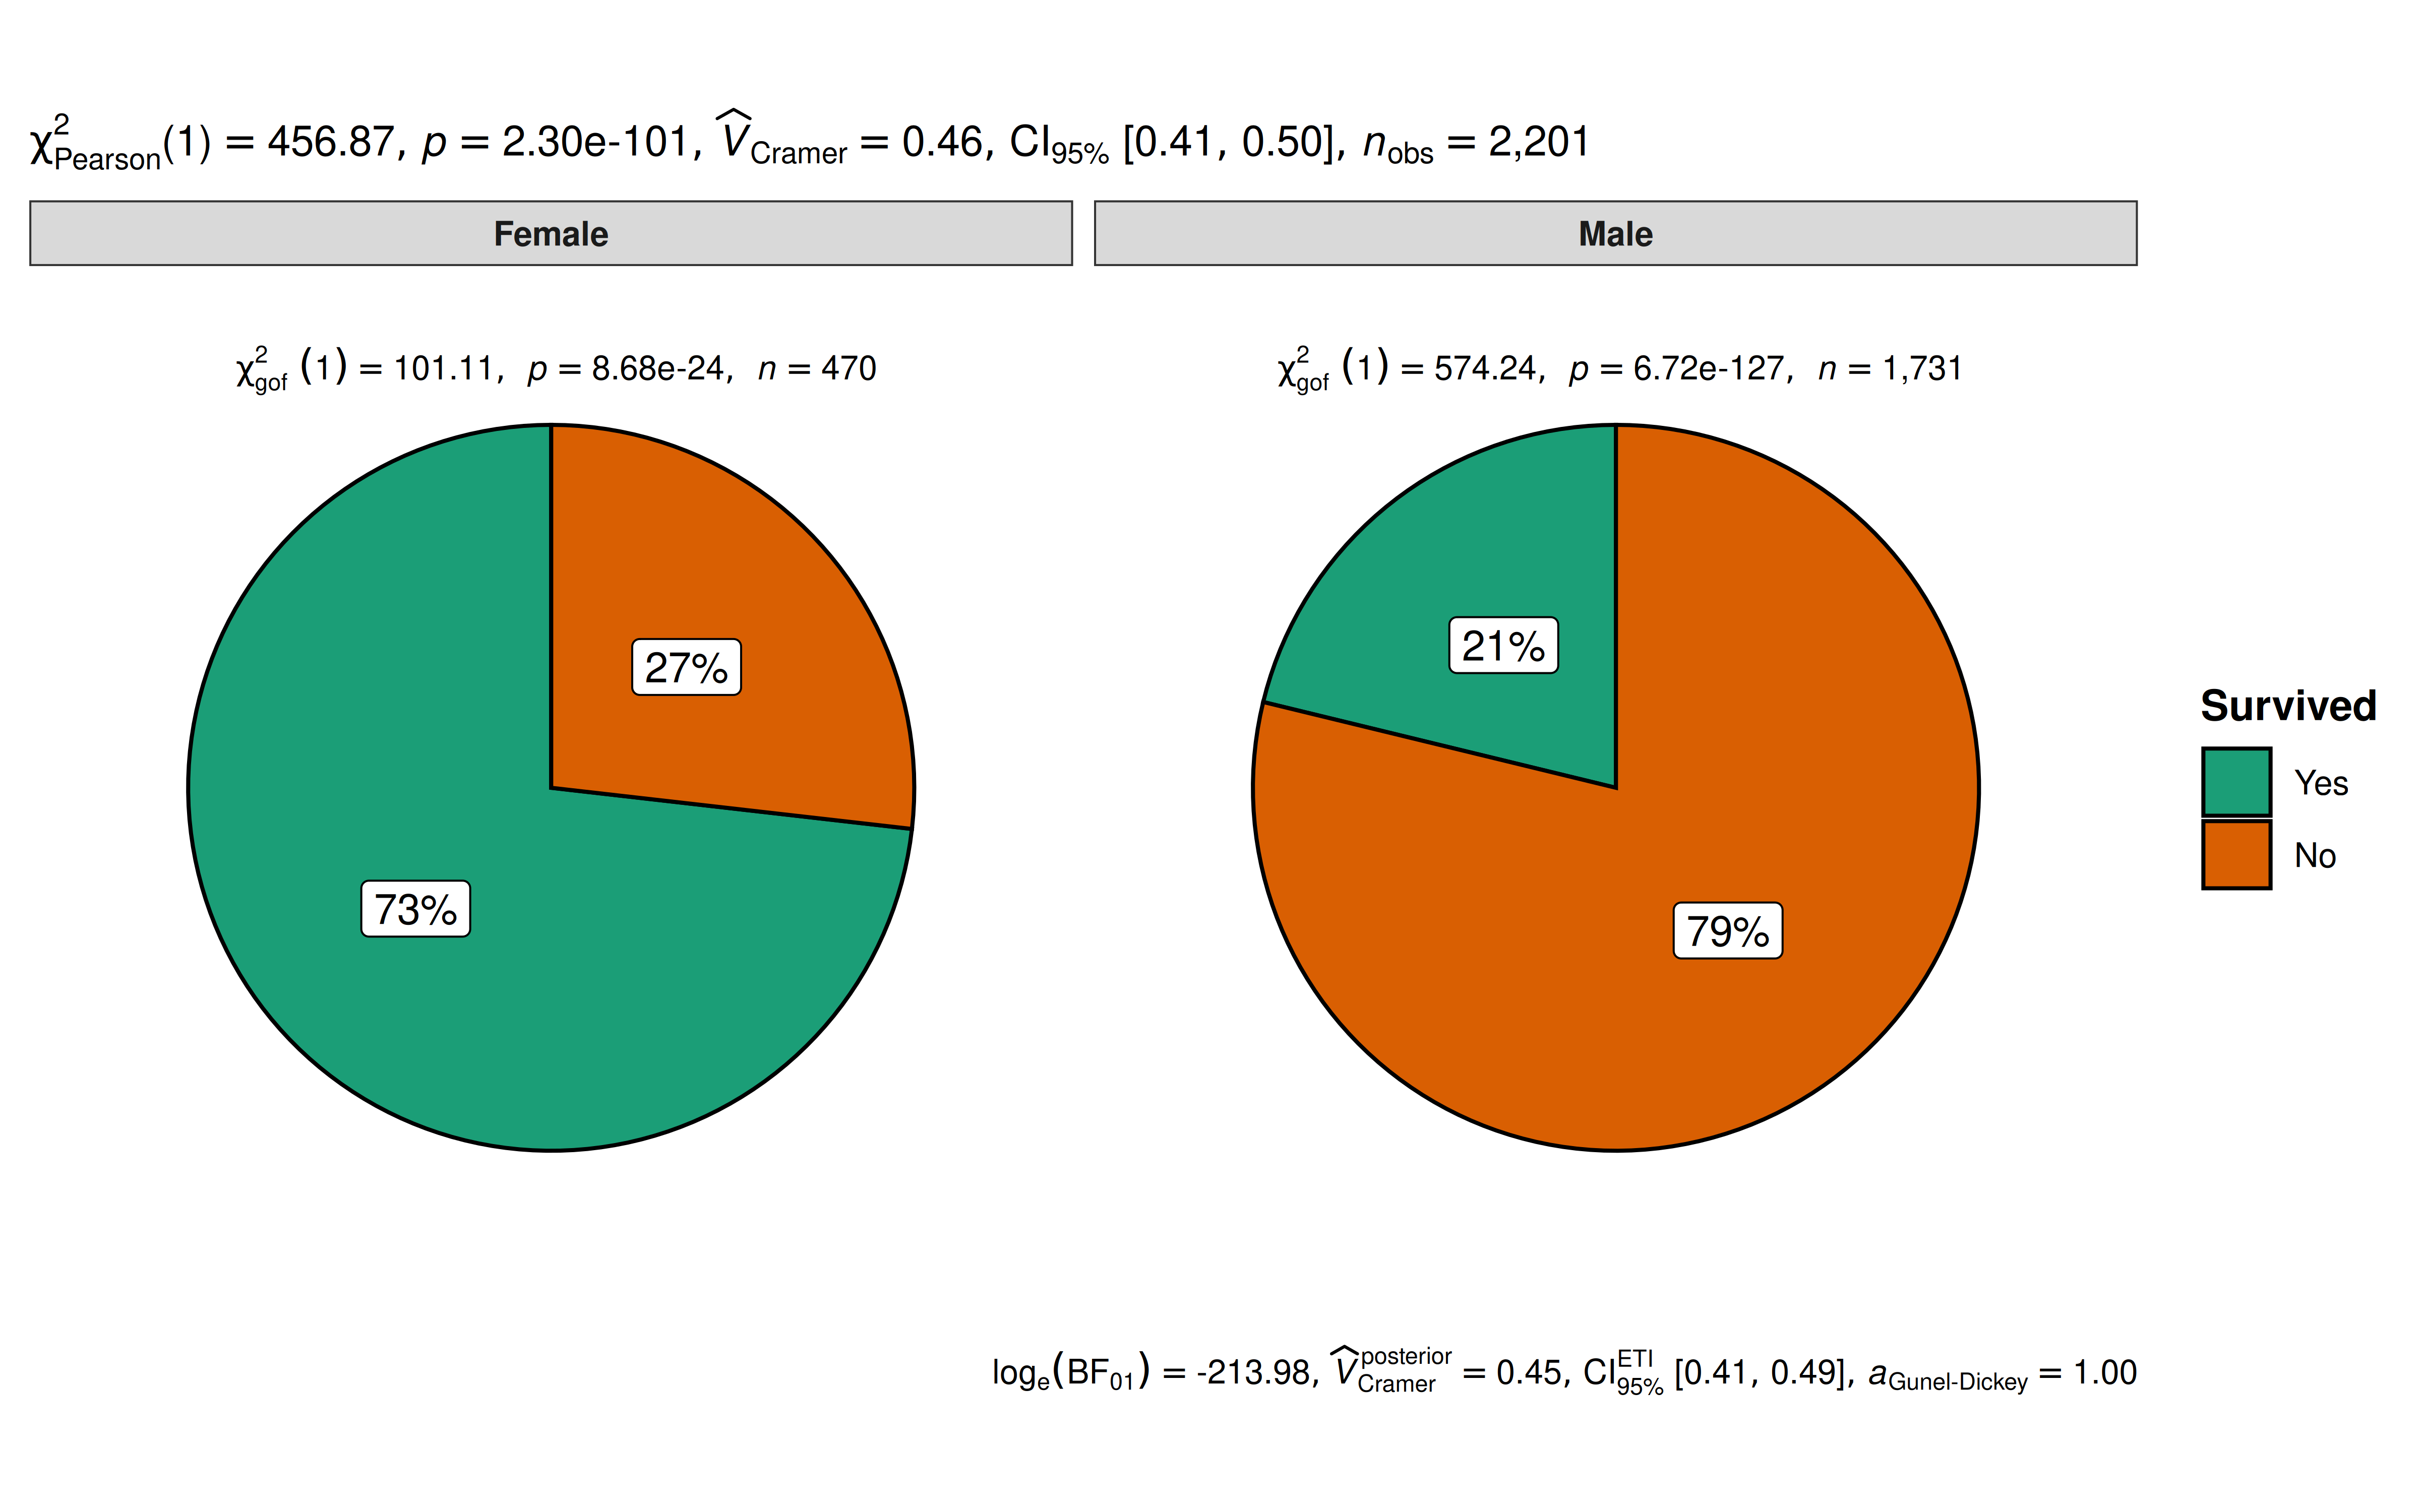 χ²Pearson(1) = 456.87, p = 2.30e-101, V̂Cramer = 0.46, CI95% [0.41, 0.50], nobs = 2,201
Female
Male
χ²gof (1) = 101.11, p = 8.68e-24, n = 470
χ²gof (1) = 574.24, p = 6.72e-127, n = 1,731
27%
73%
21%
79%
Survived
Yes
No
loge(BF01) = -213.98, V̂posterior Cramer = 0.45, CI ETI 95% [0.41, 0.49], aGunel-Dickey = 1.00